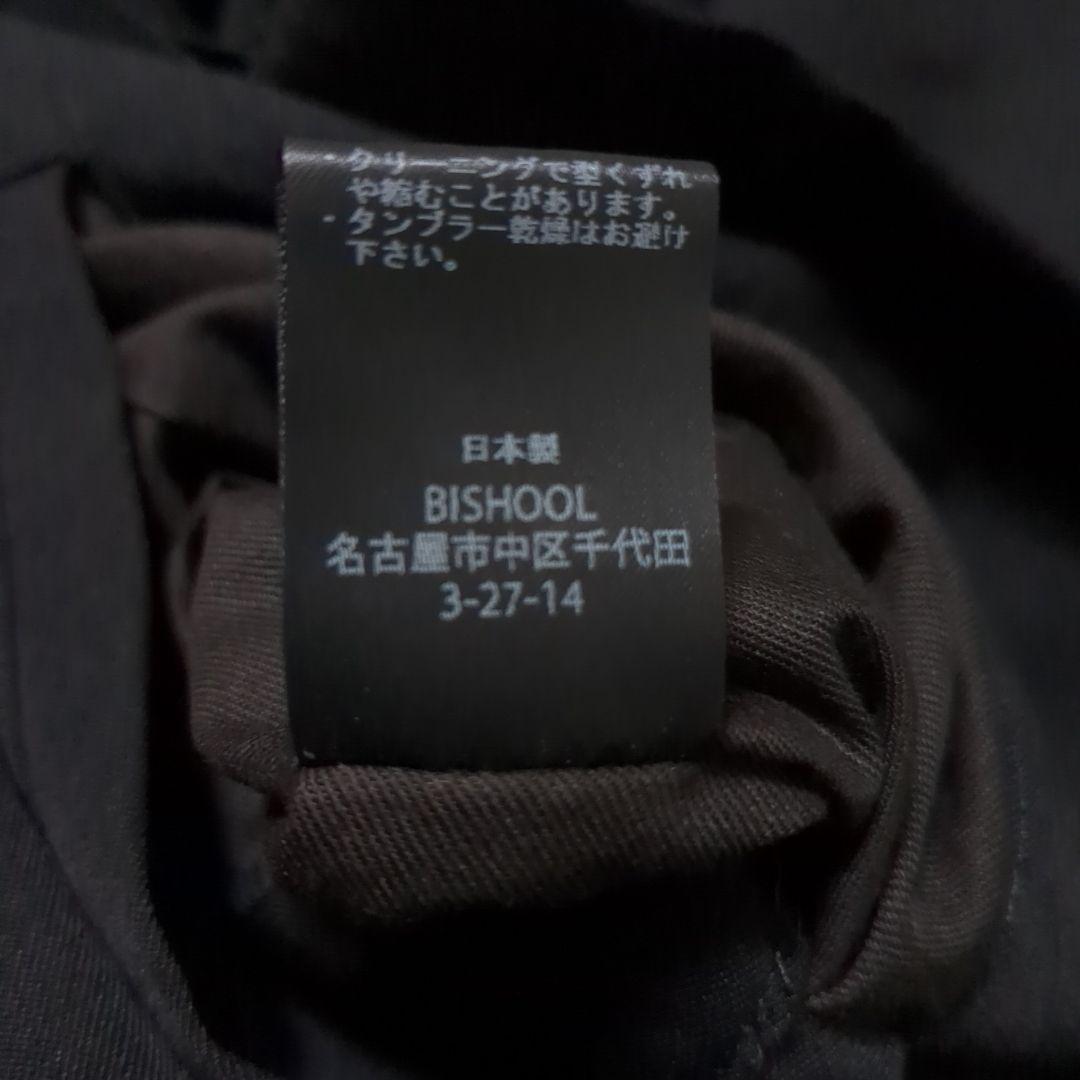 ・クリーニングで型くずれ
や縮むことがあります。
・タンブラー乾燥はお避け
下さい。
日本製
BISHOOL
名古屋市中区千代田
3-27-14